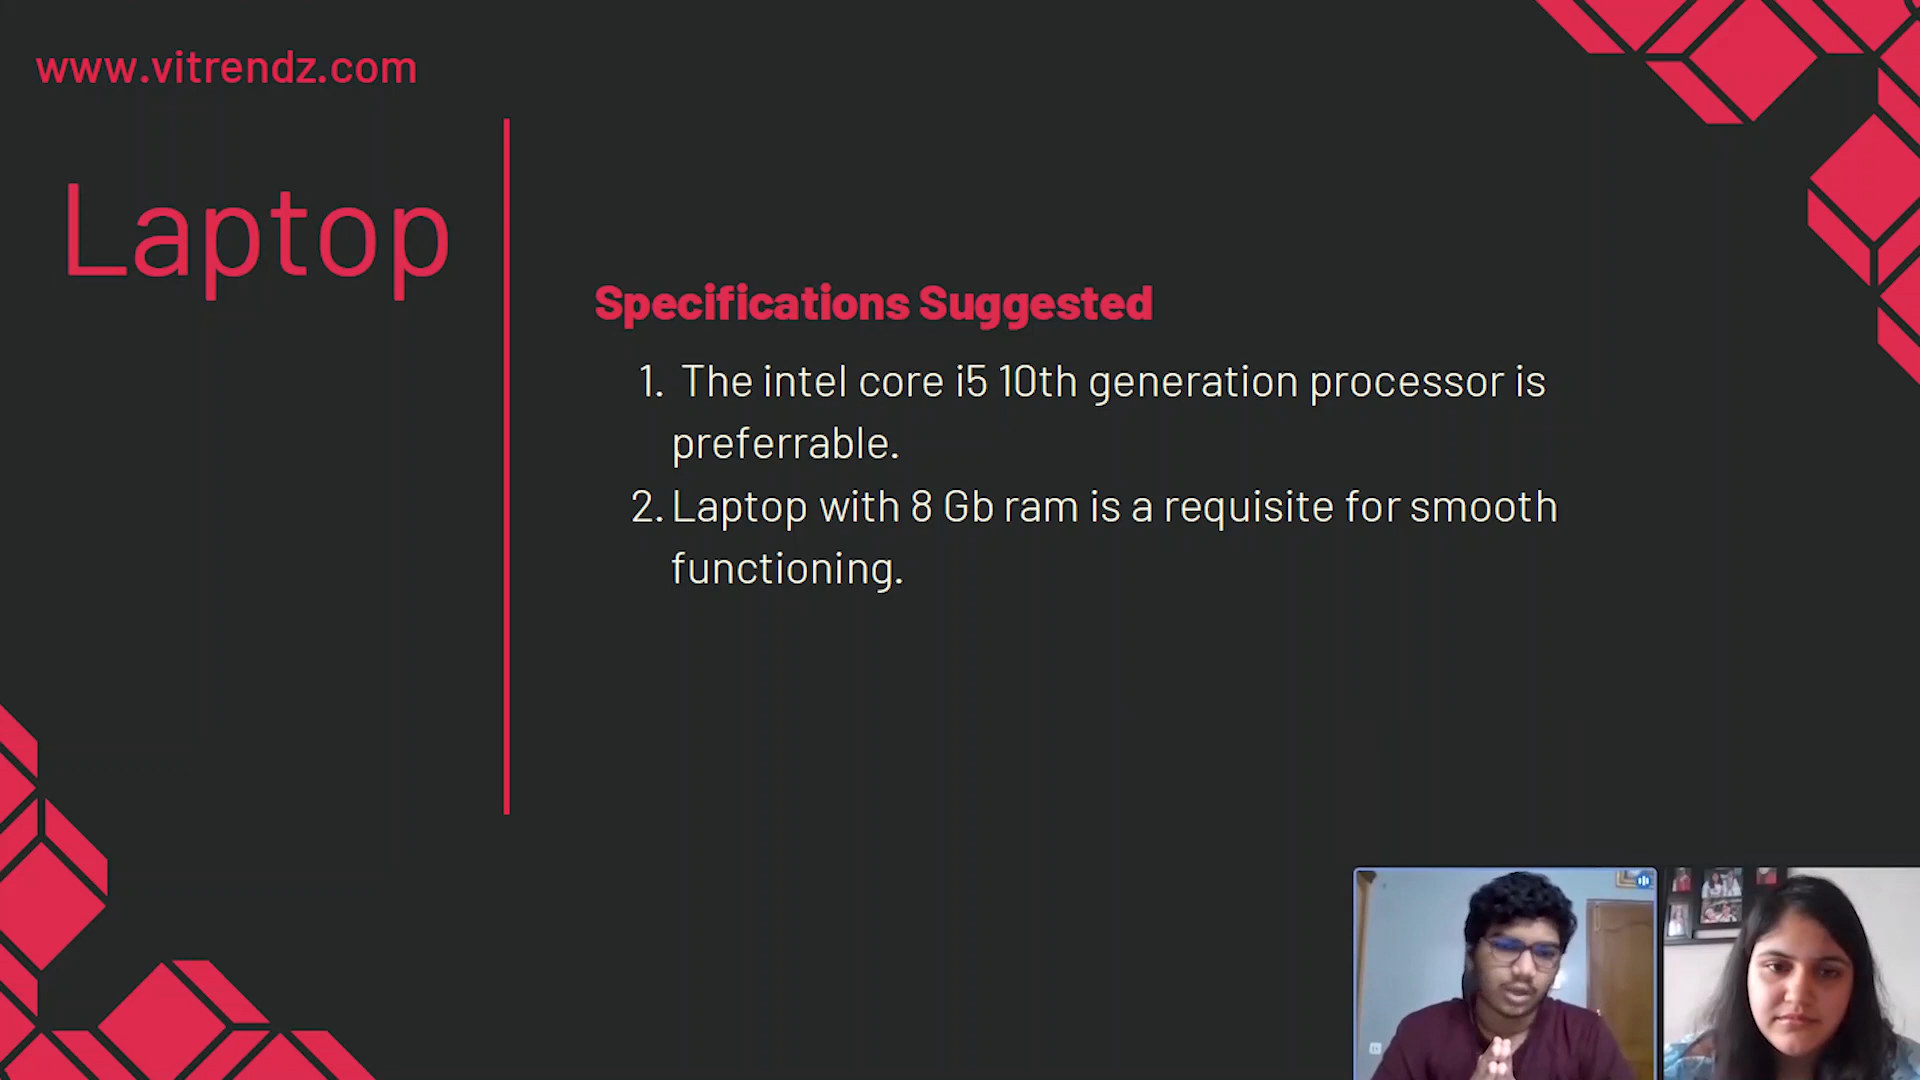 www.vitrendz.com
Laptop
Specifications Suggested
1. The intel core i5 10th generation processor is
preferrable.
2. Laptop with 8 Gb ram is a requisite for smooth
functioning.